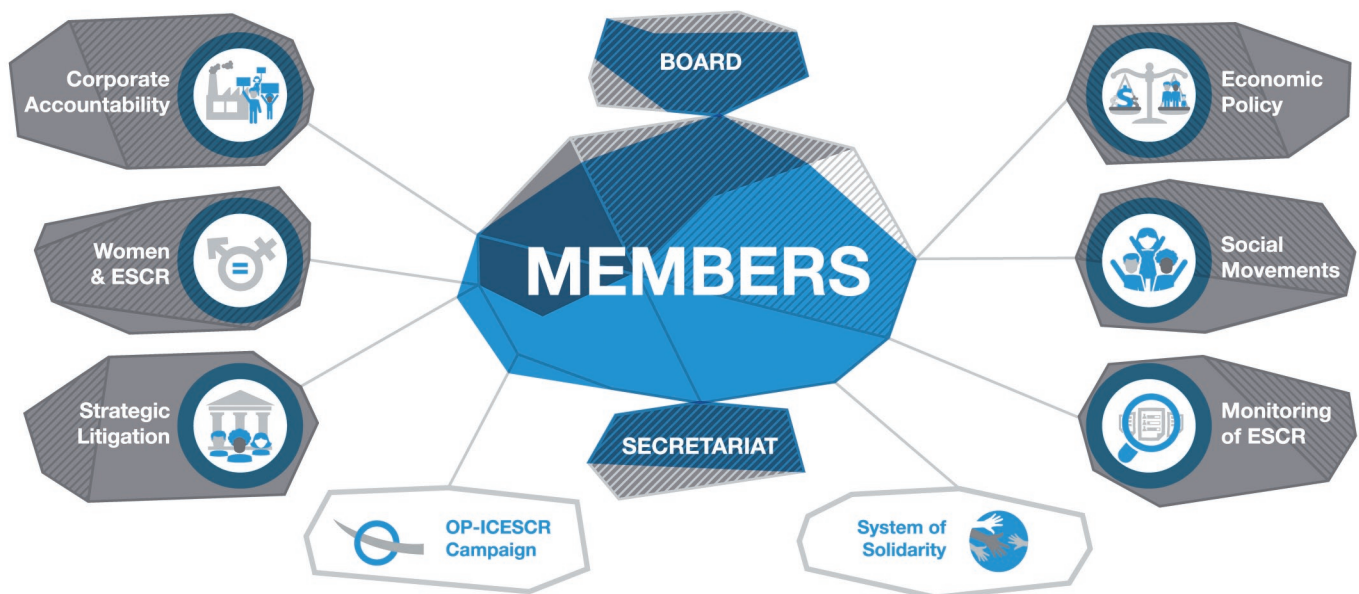 BOARD
Corporate
Accountability
Economic
Policy
MEMBERS
Women
& ESCR
Social
Movements
Strategic
Litigation
Monitoring
of ESCR
SECRETARIAT
OP-ICESCR
Campaign
System of
Solidarity